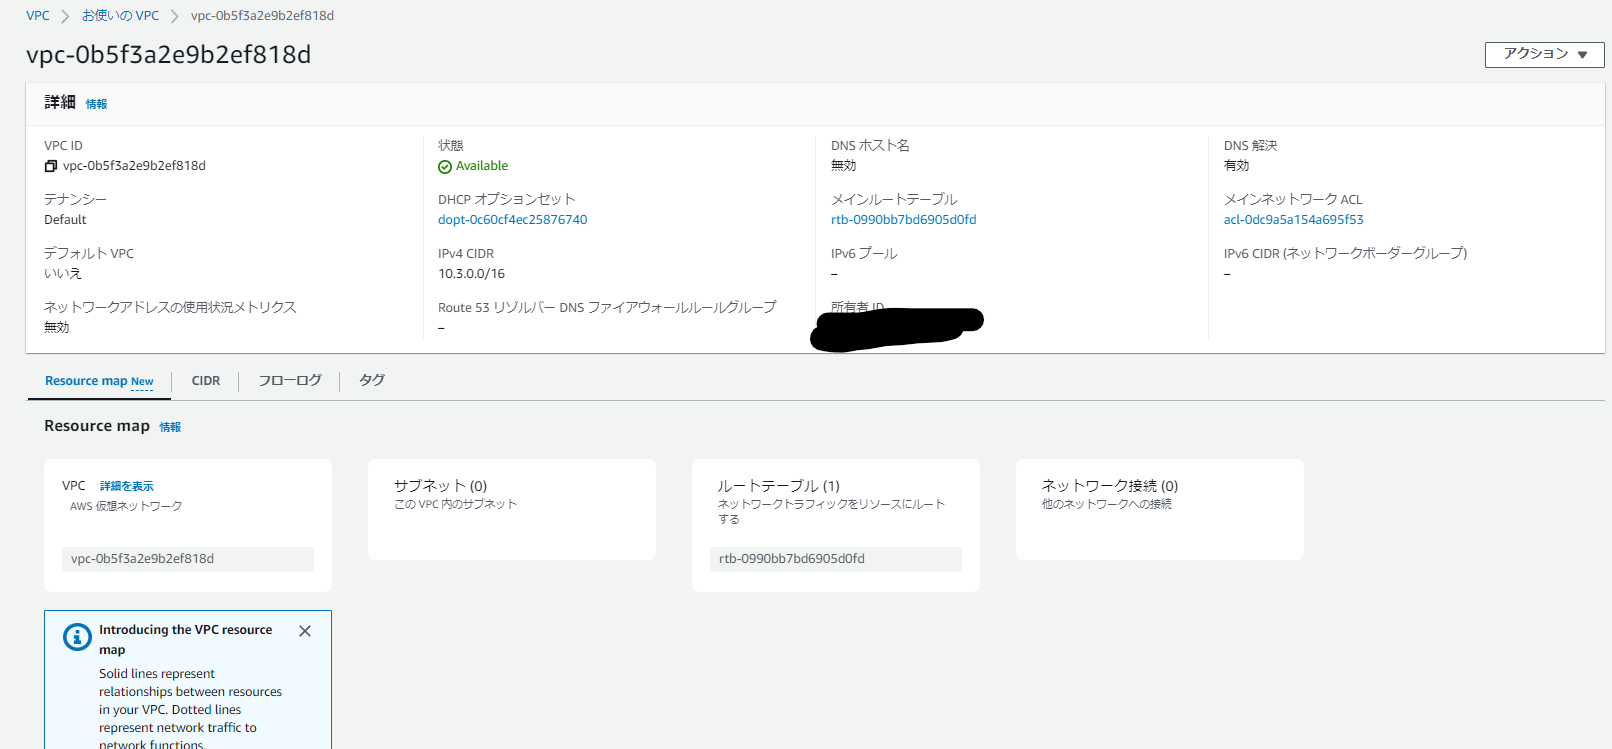 VPC
お使いの VPC
vpc-0b5f3a2e9b2ef818d
vpc-0b5f3a2e9b2ef818d
アクション
詳細 情報
VPC ID
vpc-0b5f3a2e9b2ef818d
状態
Available
DNS ホスト名
無効
DNS 解決
有効
テナンシー
Default
DHCP オプションセット
dopt-0c60cf4ec25876740
メインルートテーブル
rtb-0990bb7bd6905d0fd
メインネットワーク ACL
acl-0dc9a5a154a695f53
デフォルト VPC
いいえ
IPv4 CIDR
10.3.0.0/16
IPv6 プール
–
IPv6 CIDR (ネットワークボーダーグループ)
–
ネットワークアドレスの使用状況メトリクス
無効
Route 53 リゾルバー DNS ファイアウォールルールグループ
–
所有者 ID
Resource map New
CIDR
フローログ
タグ
Resource map 情報
VPC 詳細を表示
AWS 仮想ネットワーク
vpc-0b5f3a2e9b2ef818d
サブネット (0)
この VPC 内のサブネット
ルートテーブル (1)
ネットワークトラフィックをリソースにルート
する
rtb-0990bb7bd6905d0fd
ネットワーク接続 (0)
他のネットワークへの接続
Introducing the VPC resource
map
Solid lines represent
relationships between resources
in your VPC. Dotted lines
represent network traffic to
network functions.